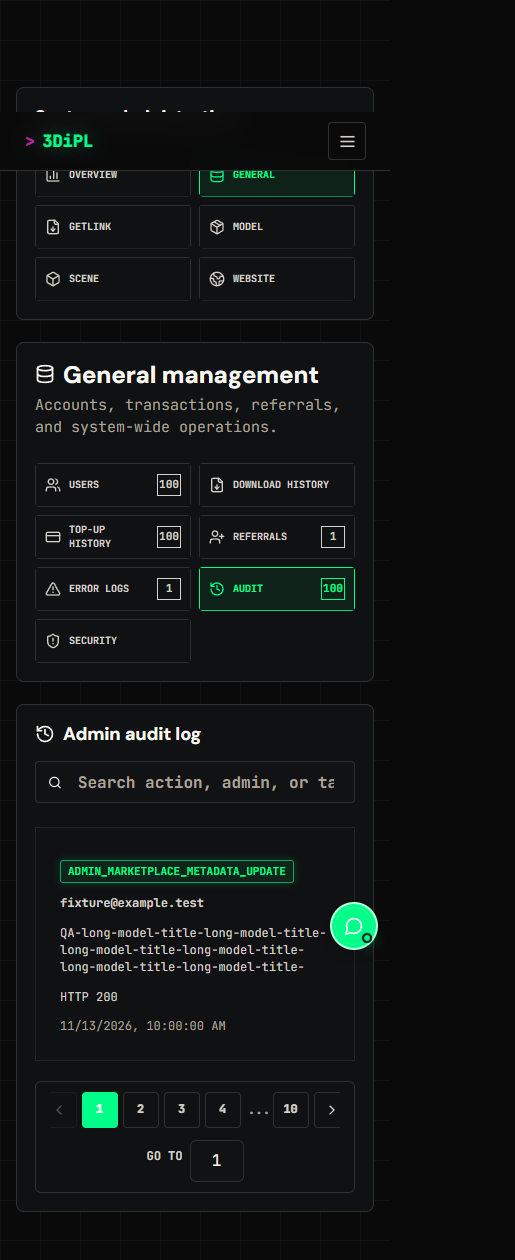 > 3DiPL
OVERVIEW
GENERAL
GETLINK
MODEL
SCENE
WEBSITE
General management
Accounts, transactions, referrals,
and system-wide operations.
USERS 100
DOWNLOAD HISTORY
TOP-UP
HISTORY 100
REFERRALS 1
ERROR LOGS 1
AUDIT 100
SECURITY
Admin audit log
Search action, admin, or ta
ADMIN_MARKETPLACE_METADATA_UPDATE
fixture@example.test
QA-long-model-title-long-model-title-
long-model-title-long-model-title-
long-model-title-long-model-title-
HTTP 200
11/13/2026, 10:00:00 AM
1 2 3 4 ... 10
GO TO 1